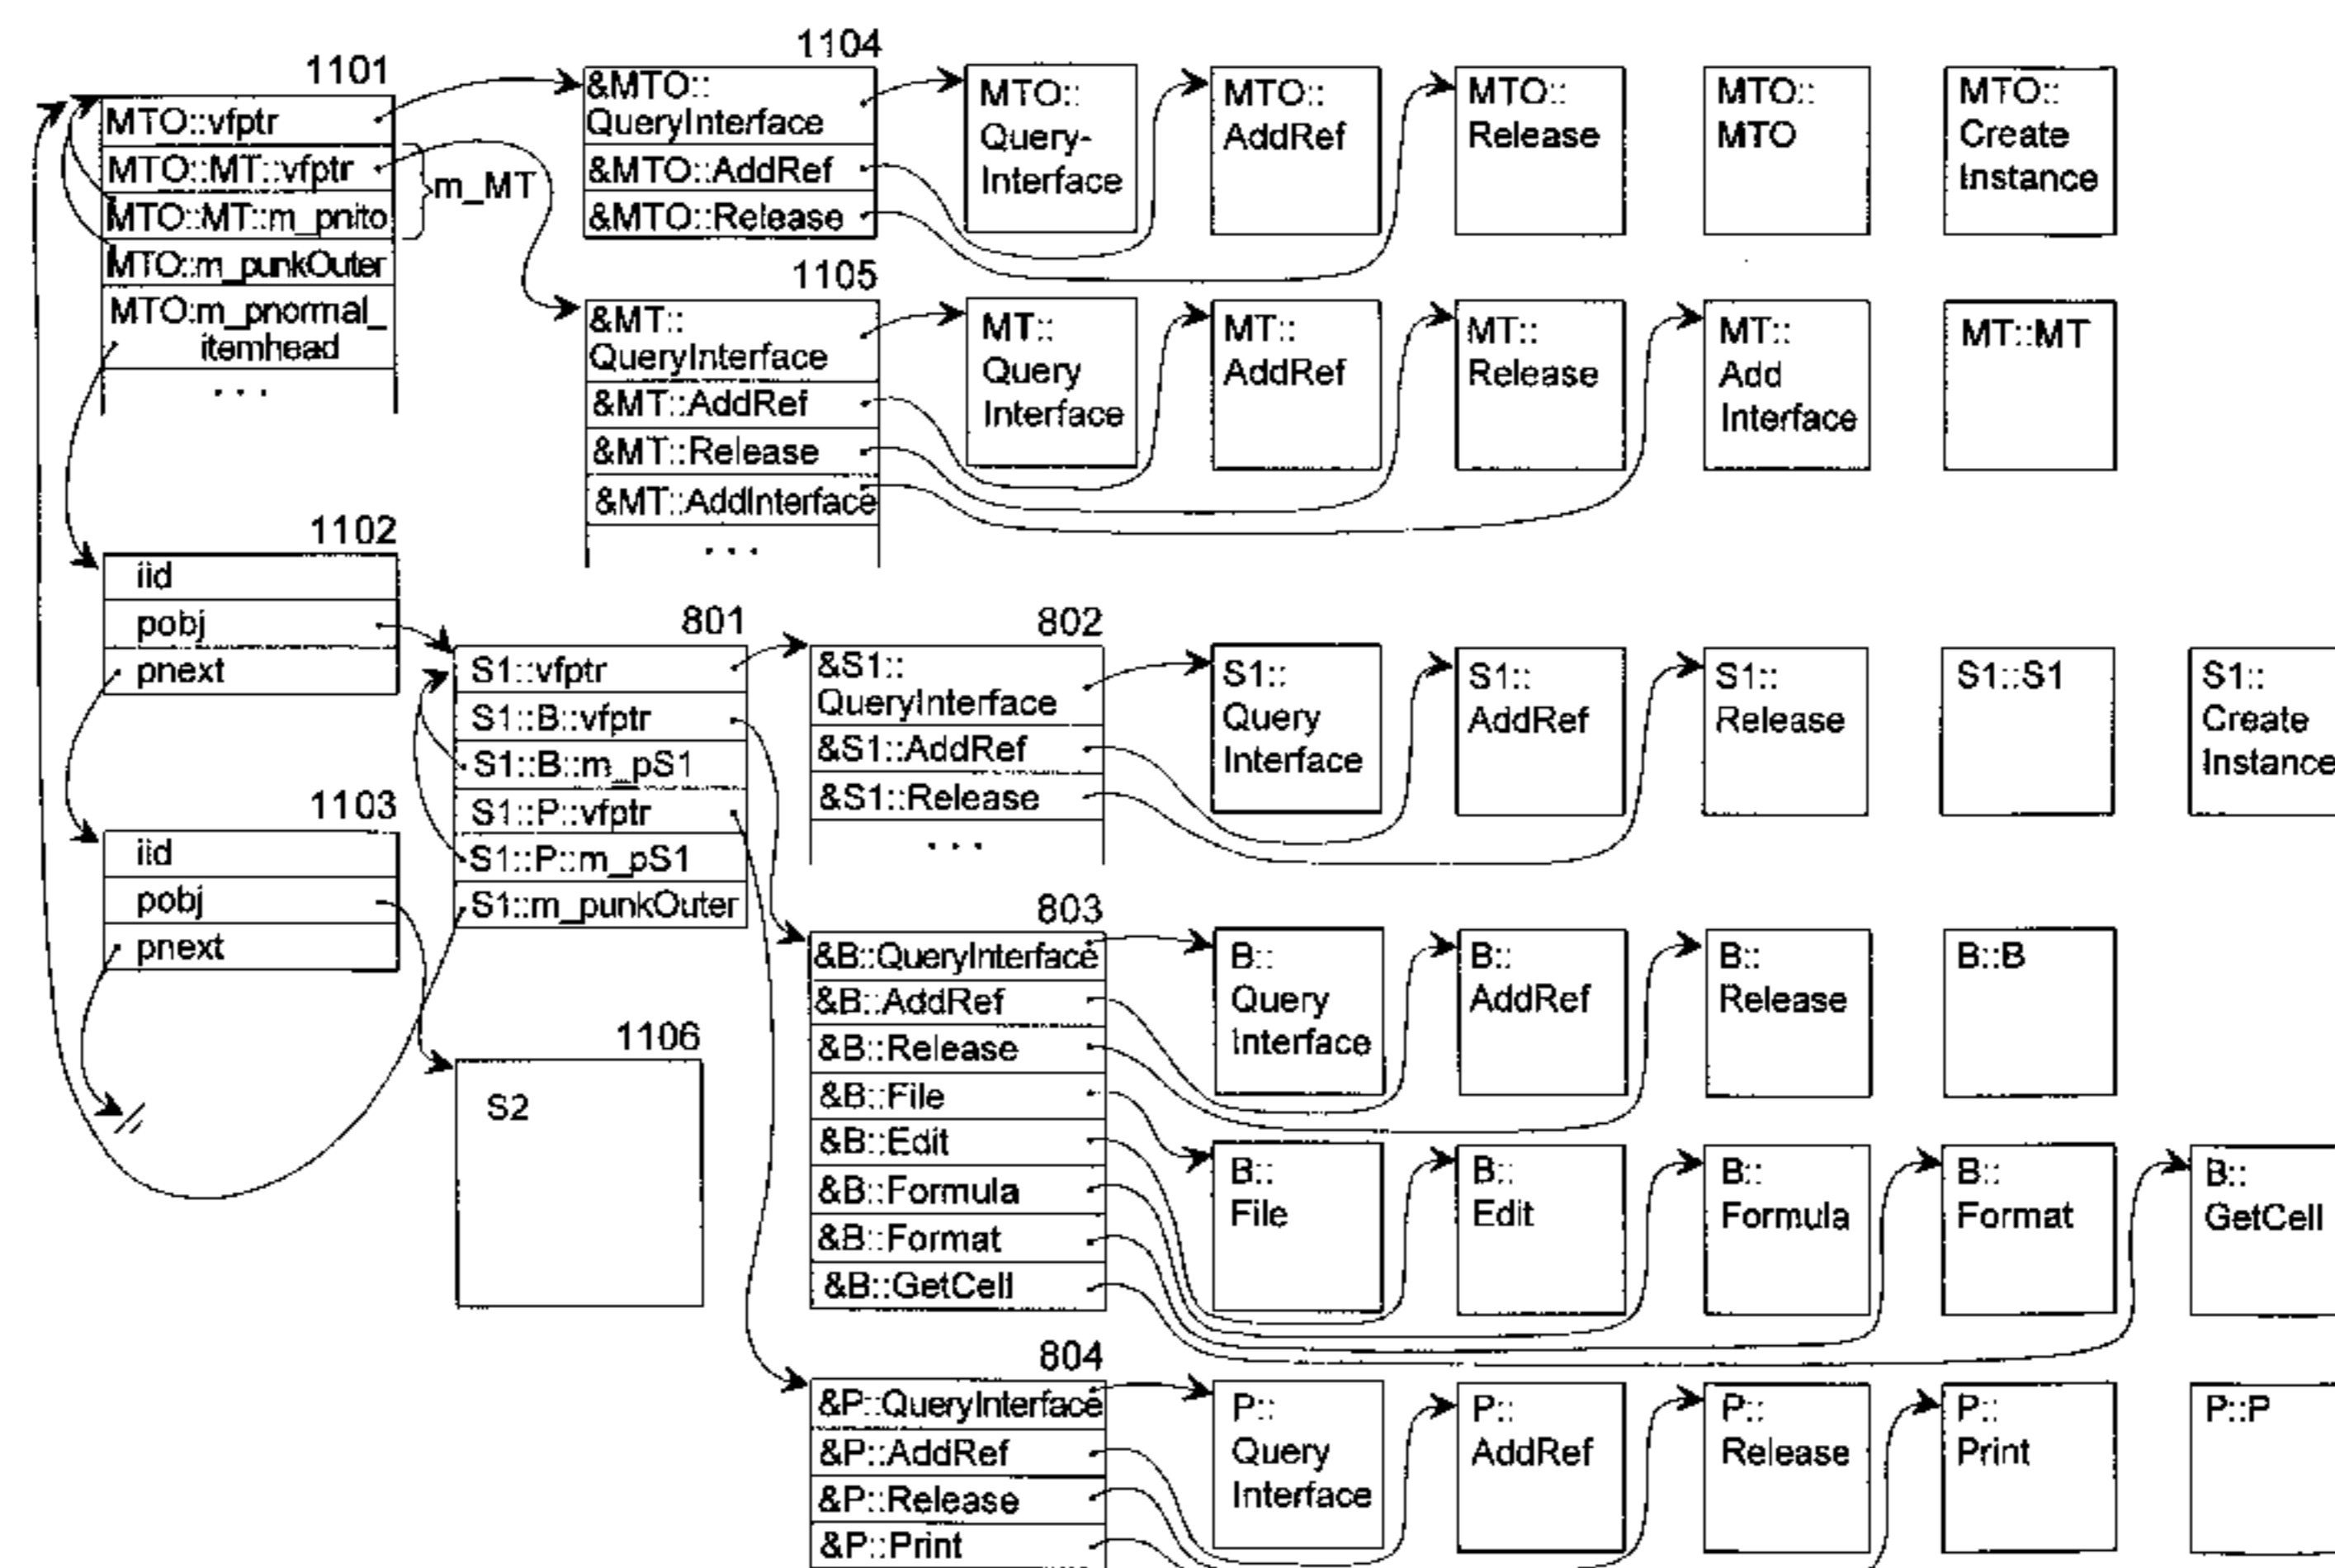 1101
MTO::vfptr
MTO::MT::vfptr
MTO::MT::m_pnito
MTO::m_punkOuter
MTO:m_pnormal_
itemhead
. . .
m_MT
1104
&MTO::
QueryInterface
&MTO::AddRef
&MTO::Release
MTO::
Query-
Interface
MTO::
AddRef
MTO::
Release
MTO::
MTO
MTO::
Create
Instance
1105
&MT::
QueryInterface
&MT::AddRef
&MT::Release
&MT::AddInterface
. . .
MT::
Query
Interface
MT::
AddRef
MT::
Release
MT::
Add
Interface
MT::MT
1102
iid
pobj
pnext
1103
iid
pobj
pnext
801
S1::vfptr
S1::B::vfptr
S1::B::m_pS1
S1::P::vfptr
S1::P::m_pS1
S1::m_punkOuter
802
&S1::
QueryInterface
&S1::AddRef
&S1::Release
. . .
S1::
Query
Interface
S1::
AddRef
S1::
Release
S1::S1
S1::
Create
Instance
1106
S2
803
&B::QueryInterface
&B::AddRef
&B::Release
&B::File
&B::Edit
&B::Formula
&B::Format
&B::GetCell
B::
Query
Interface
B::
AddRef
B::
Release
B::B
B::
File
B::
Edit
B::
Formula
B::
Format
B::
GetCell
804
&P::QueryInterface
&P::AddRef
&P::Release
&P::Print
P::
Query
Interface
P::
AddRef
P::
Release
P::
Print
P::P